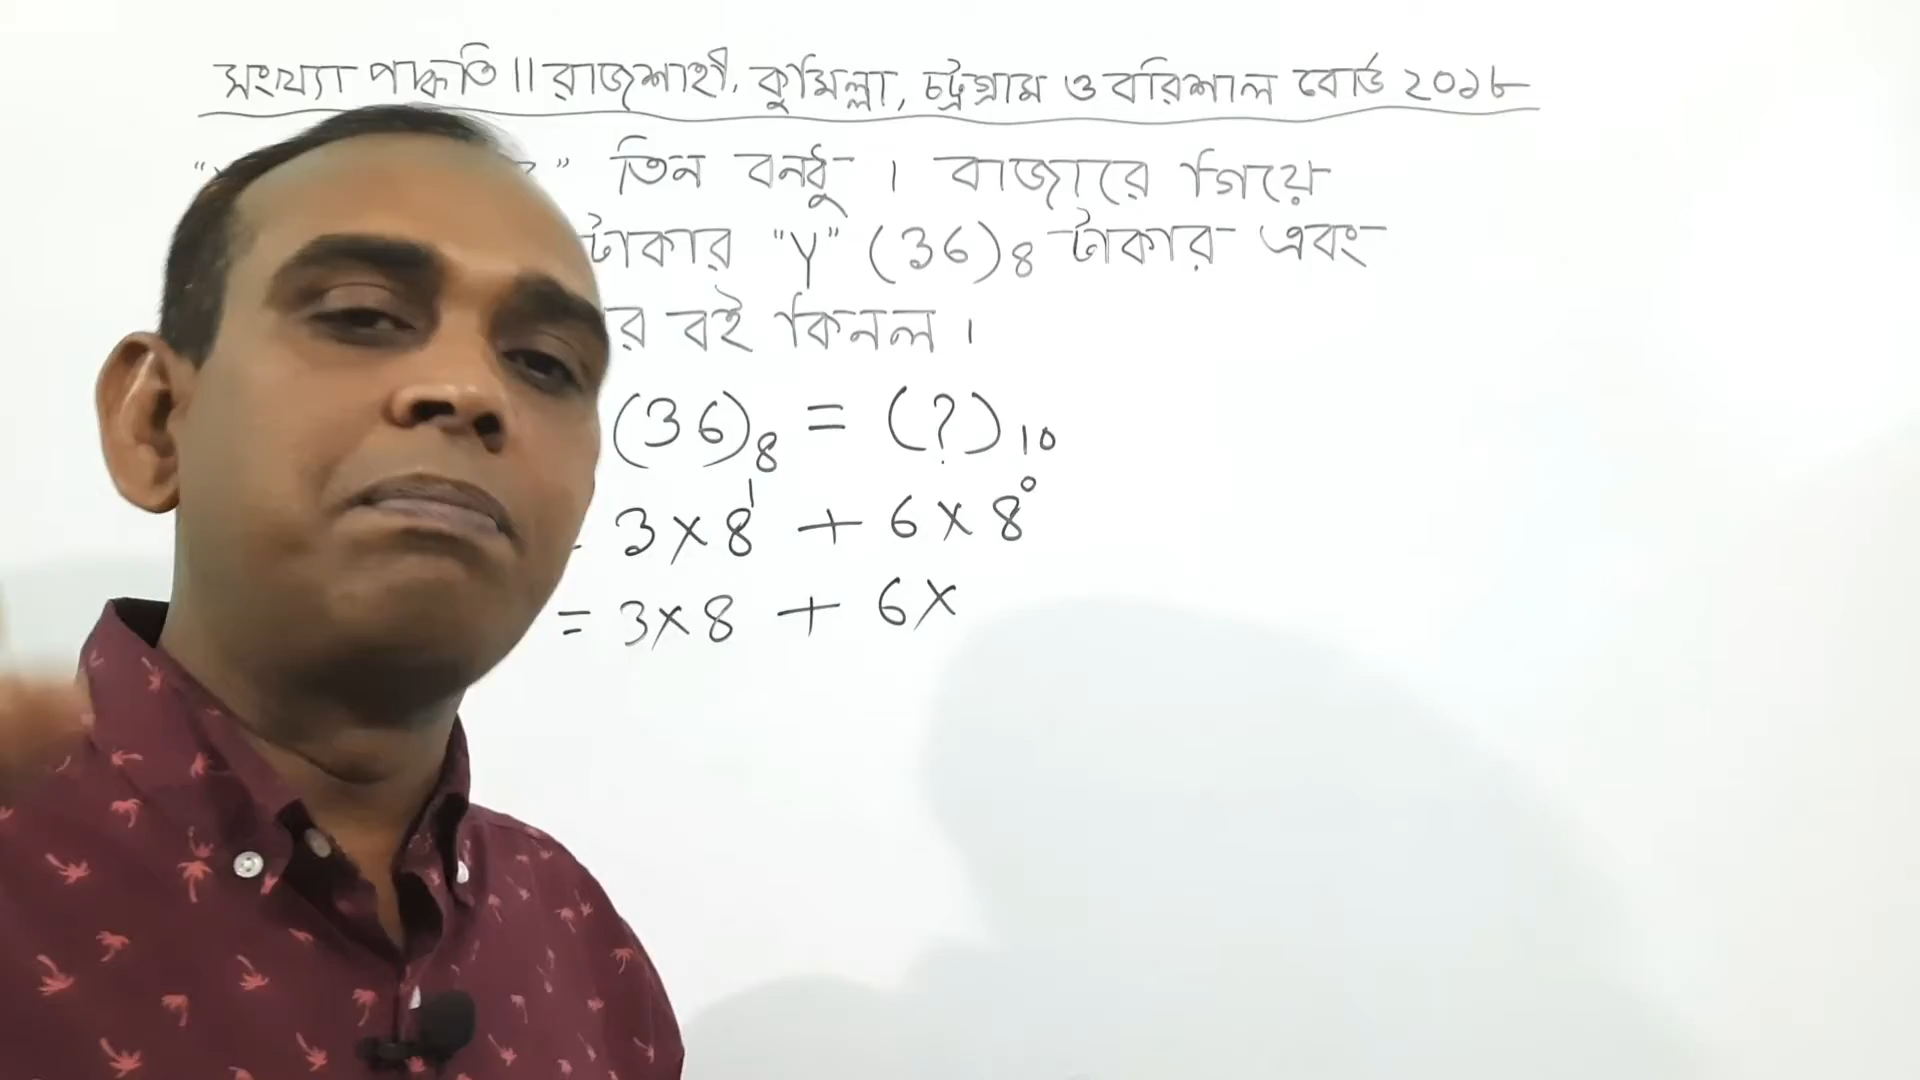 সংখ্যা পদ্ধতি || রাজশাহী, কুমিল্লা, চট্রগ্রাম ও বরিশাল বোর্ড ২০১৮
” তিন বন্ধু । বাজারে গিয়ে
টাকার "Y" (36)8 টাকার এবং
র বই কিনল ।
(36)8 = (?)10
3×8¹ + 6×8⁰
= 3×8 + 6×